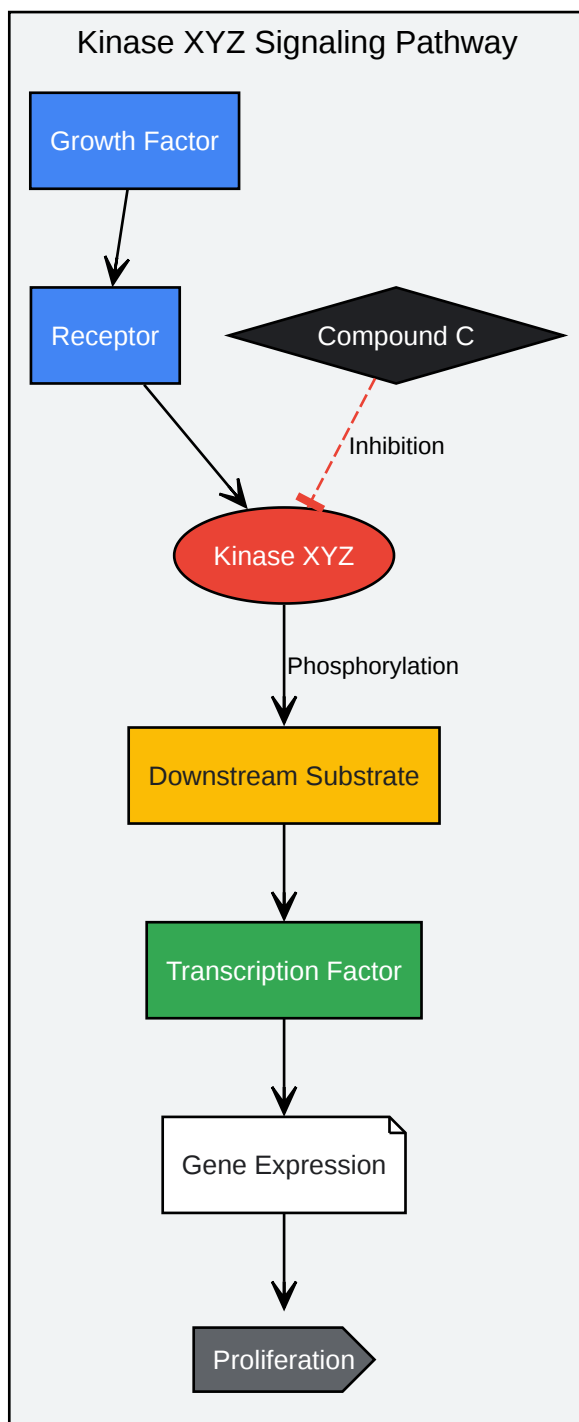 Kinase XYZ Signaling Pathway
Growth Factor
Receptor
Compound C
Inhibition
Kinase XYZ
Phosphorylation
Downstream Substrate
Transcription Factor
Gene Expression
Proliferation